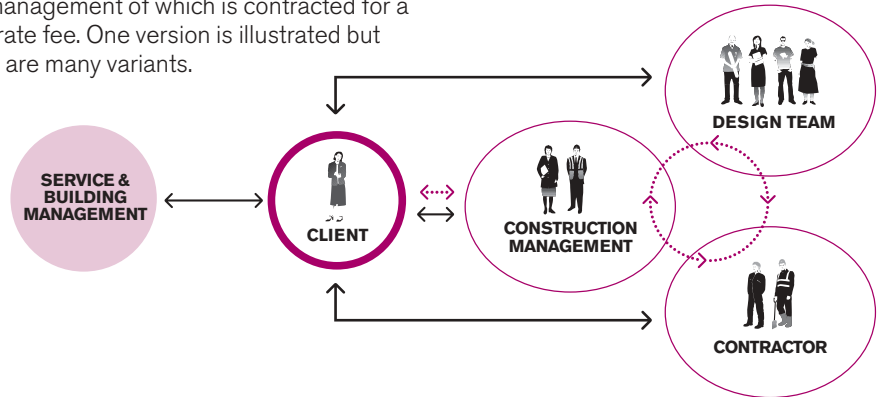 management of which is contracted for a
rate fee. One version is illustrated but
are many variants.
DESIGN TEAM
SERVICE &
BUILDING
MANAGEMENT
CLIENT
CONSTRUCTION
MANAGEMENT
CONTRACTOR